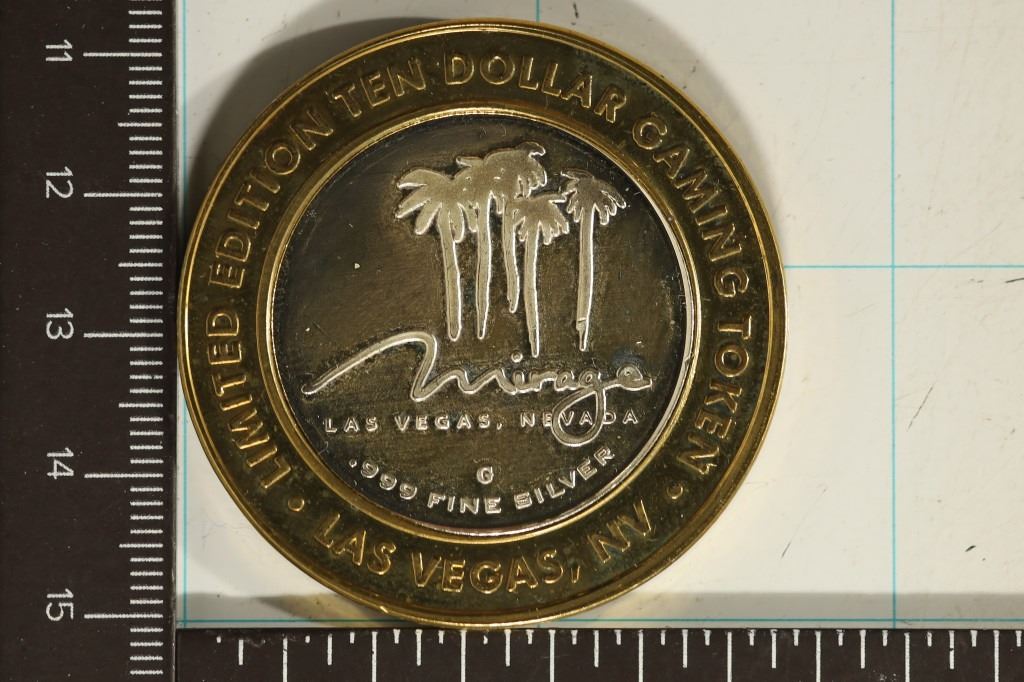 LIMITED EDITION TEN DOLLAR GAMING TOKEN
• LAS VEGAS, NV •
Mirage
LAS VEGAS, NEVADA
G
.999 FINE SILVER
11
12
13
14
15